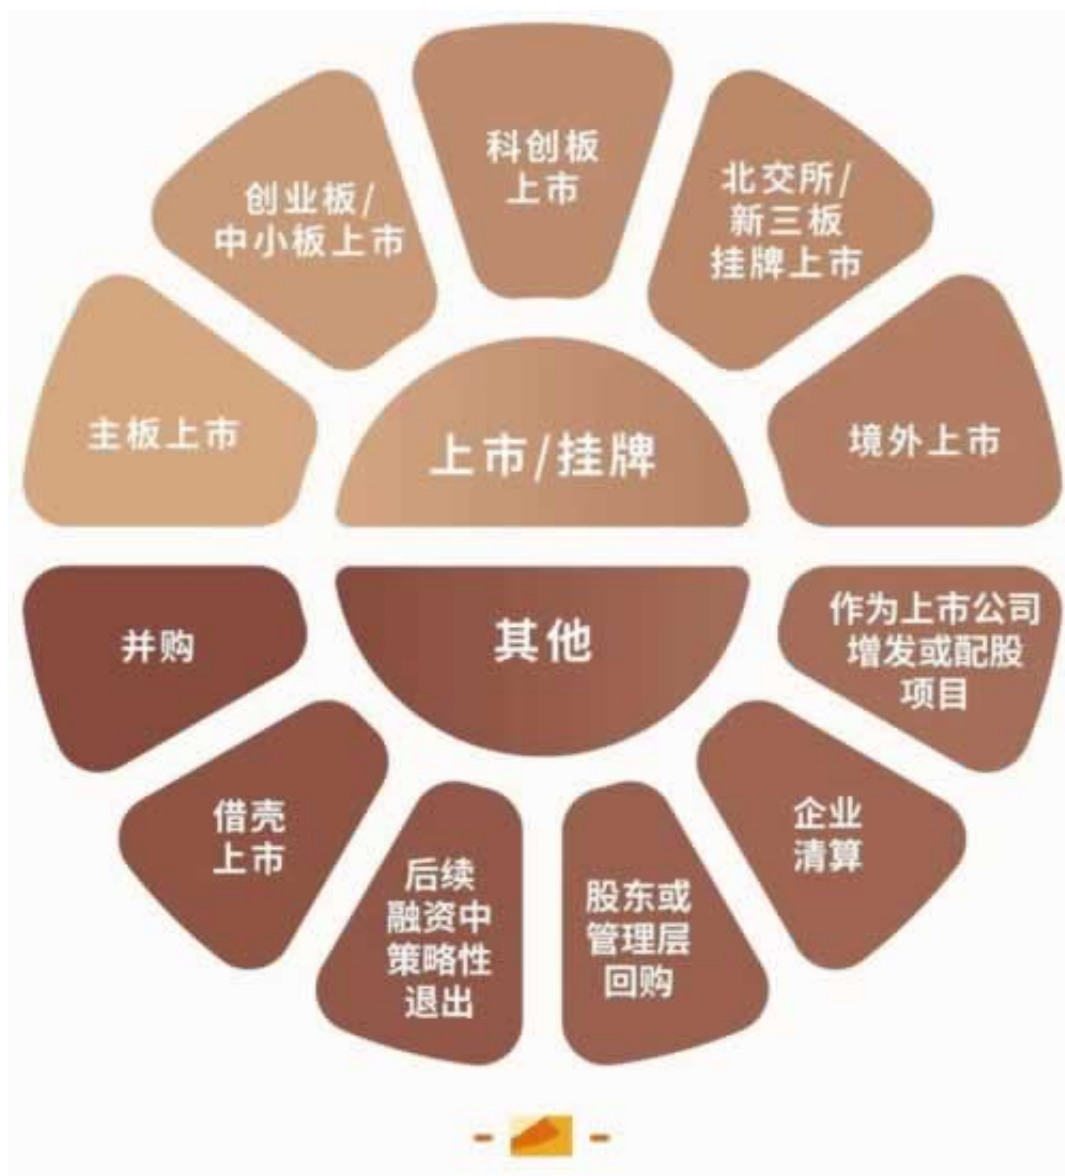 科创板
上市
创业板/
中小板上市
北交所/
新三板
挂牌上市
主板上市
上市/挂牌
境外上市
并购
其他
作为上市公司
增发或配股
项目
借壳
上市
企业
清算
后续
融资中
策略性
退出
股东或
管理层
回购